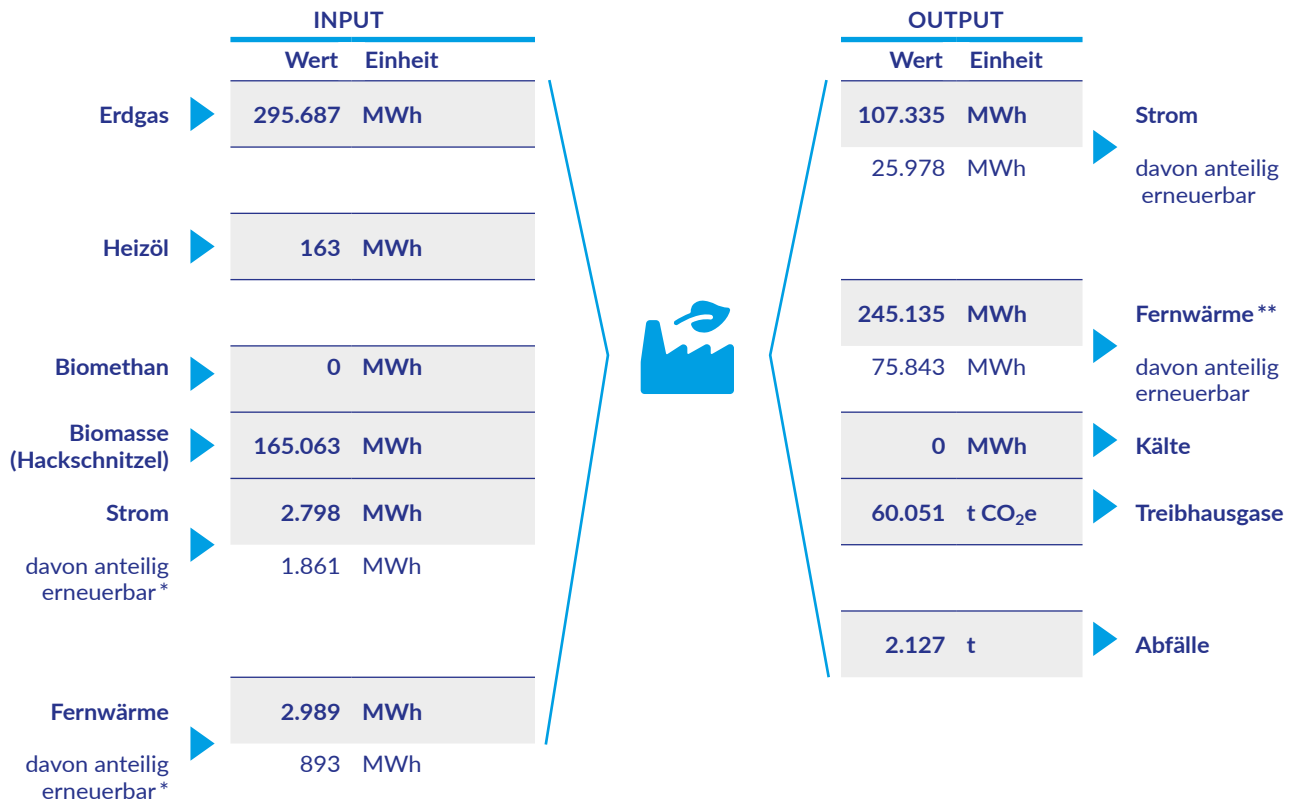 INPUT
Wert Einheit
Erdgas 295.687 MWh
Heizöl 163 MWh
Biomethan 0 MWh
Biomasse
(Hackschnitzel) 165.063 MWh
Strom 2.798 MWh
davon anteilig
erneuerbar * 1.861 MWh
Fernwärme 2.989 MWh
davon anteilig
erneuerbar * 893 MWh
OUTPUT
Wert Einheit
107.335 MWh Strom
25.978 MWh davon anteilig
erneuerbar
245.135 MWh Fernwärme **
75.843 MWh davon anteilig
erneuerbar
0 MWh Kälte
60.051 t CO₂e Treibhausgase
2.127 t Abfälle